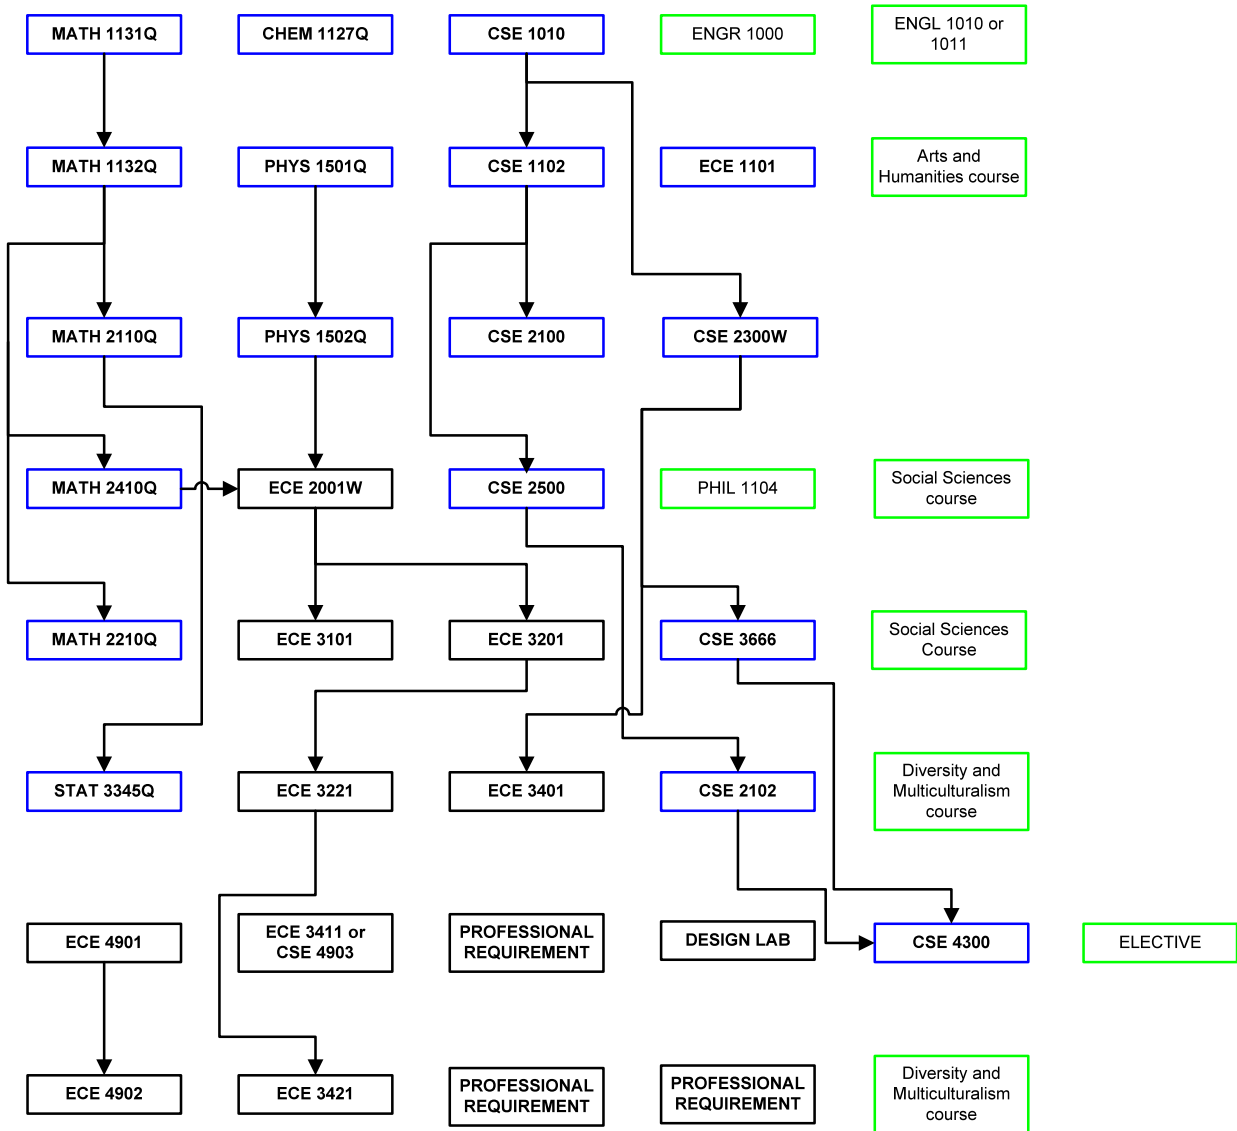 MATH 1131Q
CHEM 1127Q
CSE 1010
ENGR 1000
ENGL 1010 or
1011
MATH 1132Q
PHYS 1501Q
CSE 1102
ECE 1101
Arts and
Humanities course
MATH 2110Q
PHYS 1502Q
CSE 2100
CSE 2300W
MATH 2410Q
ECE 2001W
CSE 2500
PHIL 1104
Social Sciences
course
MATH 2210Q
ECE 3101
ECE 3201
CSE 3666
Social Sciences
Course
STAT 3345Q
ECE 3221
ECE 3401
CSE 2102
Diversity and
Multiculturalism
course
ECE 4901
ECE 3411 or
CSE 4903
PROFESSIONAL
REQUIREMENT
DESIGN LAB
CSE 4300
ELECTIVE
ECE 4902
ECE 3421
PROFESSIONAL
REQUIREMENT
PROFESSIONAL
REQUIREMENT
Diversity and
Multiculturalism
course